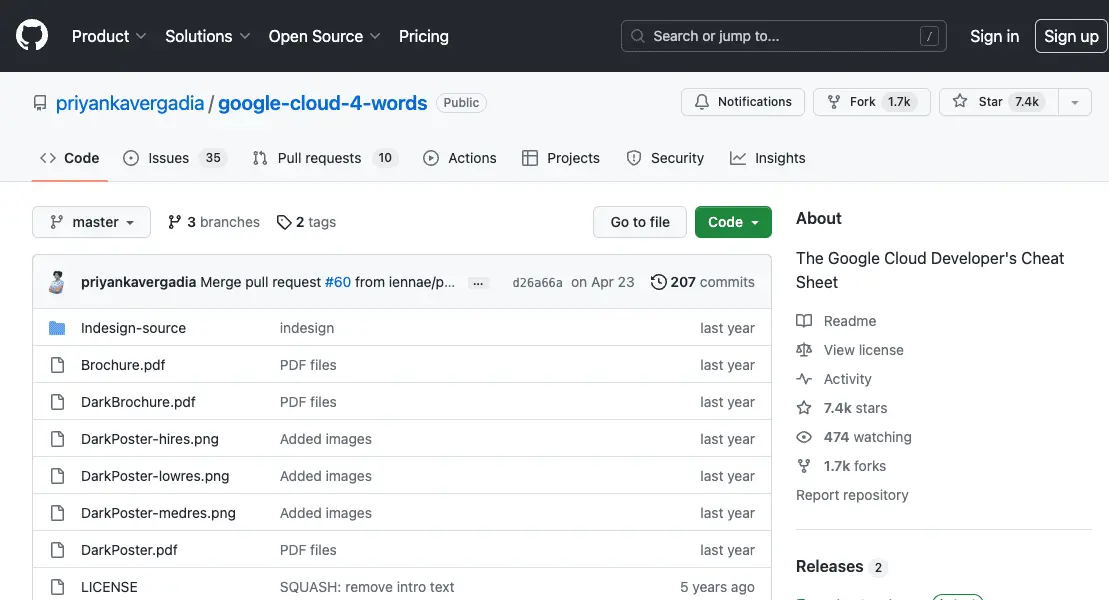 Product Solutions Open Source Pricing Search or jump to... / Sign in Sign up
priyankavergadia / google-cloud-4-words Public Notifications Fork 1.7k Star 7.4k
Code Issues 35 Pull requests 10 Actions Projects Security Insights
master 3 branches 2 tags Go to file Code
priyankavergadia Merge pull request #60 from iennae/p... ... d26a66a on Apr 23 207 commits
Indesign-source indesign last year
Brochure.pdf PDF files last year
DarkBrochure.pdf PDF files last year
DarkPoster-hires.png Added images last year
DarkPoster-lowres.png Added images last year
DarkPoster-medres.png Added images last year
DarkPoster.pdf PDF files last year
LICENSE SQUASH: remove intro text 5 years ago
About
The Google Cloud Developer's Cheat
Sheet
Readme
View license
Activity
7.4k stars
474 watching
1.7k forks
Report repository
Releases 2